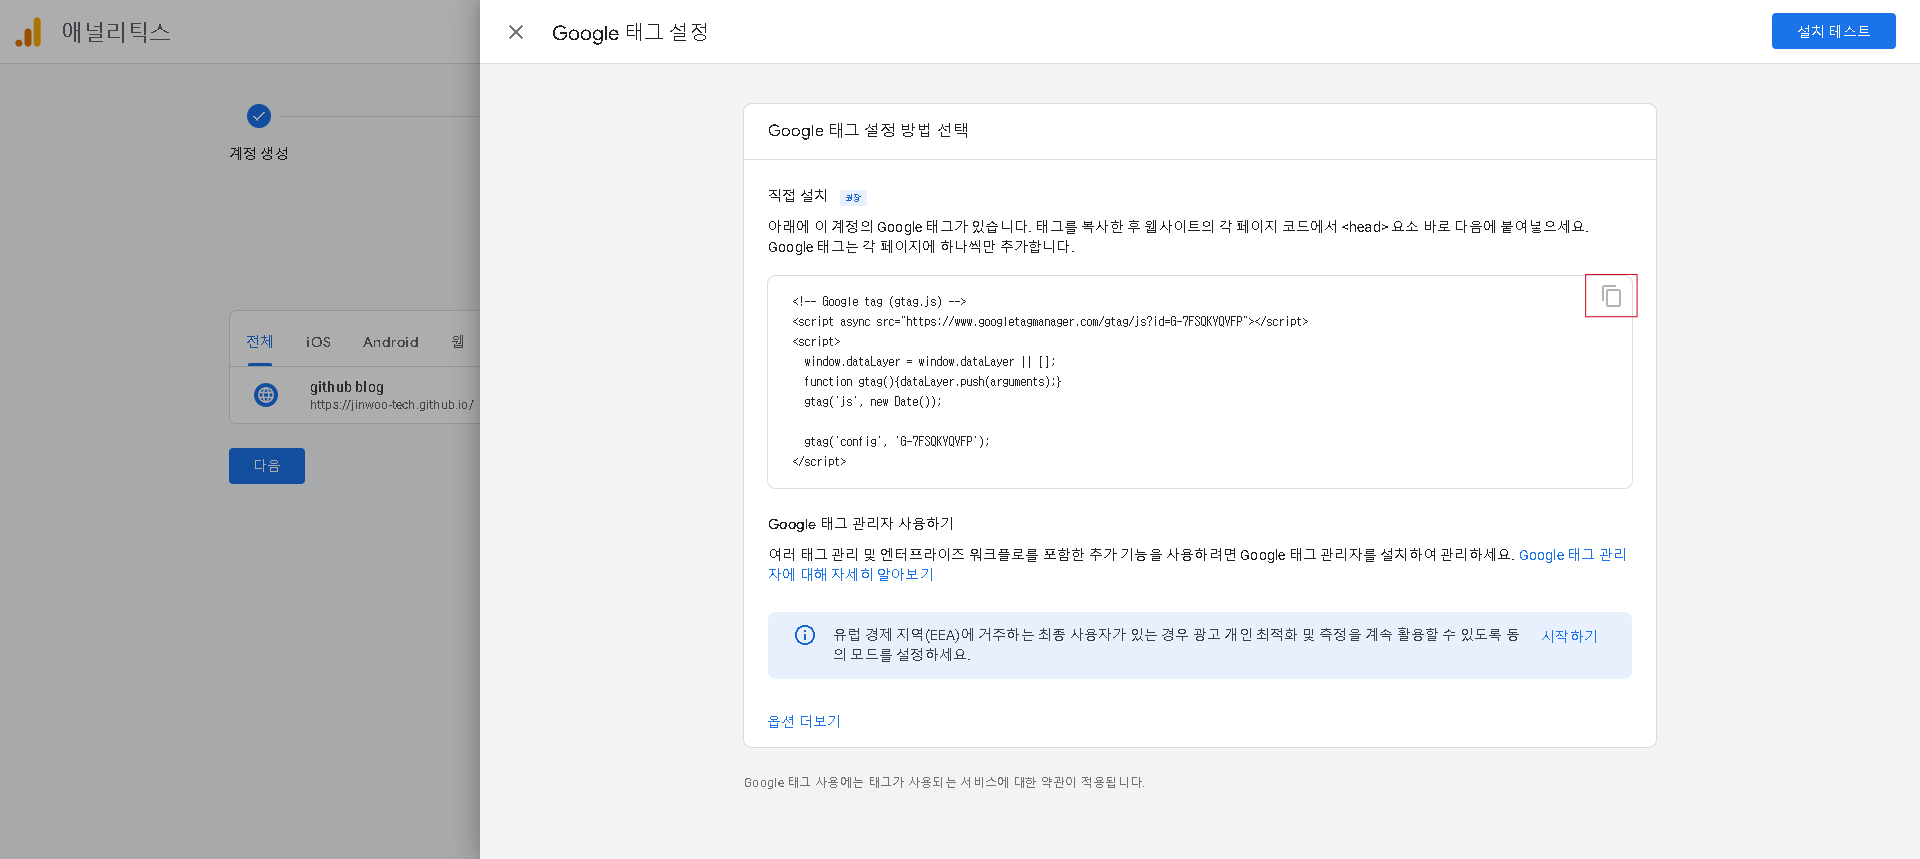 애널리틱스
계정 생성
전체 iOS Android 웹
github blog
https://jinwoo-tech.github.io/
다음
Google 태그 설정
설치 테스트
Google 태그 설정 방법 선택
직접 설치 권장
아래에 이 계정의 Google 태그가 있습니다. 태그를 복사한 후 웹사이트의 각 페이지 코드에서 <head> 요소 바로 다음에 붙여넣으세요.
Google 태그는 각 페이지에 하나씩만 추가합니다.
<!-- Google tag (gtag.js) -->
<script async src="https://www.googletagmanager.com/gtag/js?id=G-7FSQKYQVFP"></script>
<script>
window.dataLayer = window.dataLayer || [];
function gtag(){dataLayer.push(arguments);}
gtag('js', new Date());
gtag('config', 'G-7FSQKYQVFP');
</script>
Google 태그 관리자 사용하기
여러 태그 관리 및 엔터프라이즈 워크플로를 포함한 추가 기능을 사용하려면 Google 태그 관리자를 설치하여 관리하세요. Google 태그 관리
자에 대해 자세히 알아보기
유럽 경제 지역(EEA)에 거주하는 최종 사용자가 있는 경우 광고 개인 최적화 및 측정을 계속 활용할 수 있도록 동 시작하기
의 모드를 설정하세요.
옵션 더보기
Google 태그 사용에는 태그가 사용되는 서비스에 대한 약관이 적용됩니다.